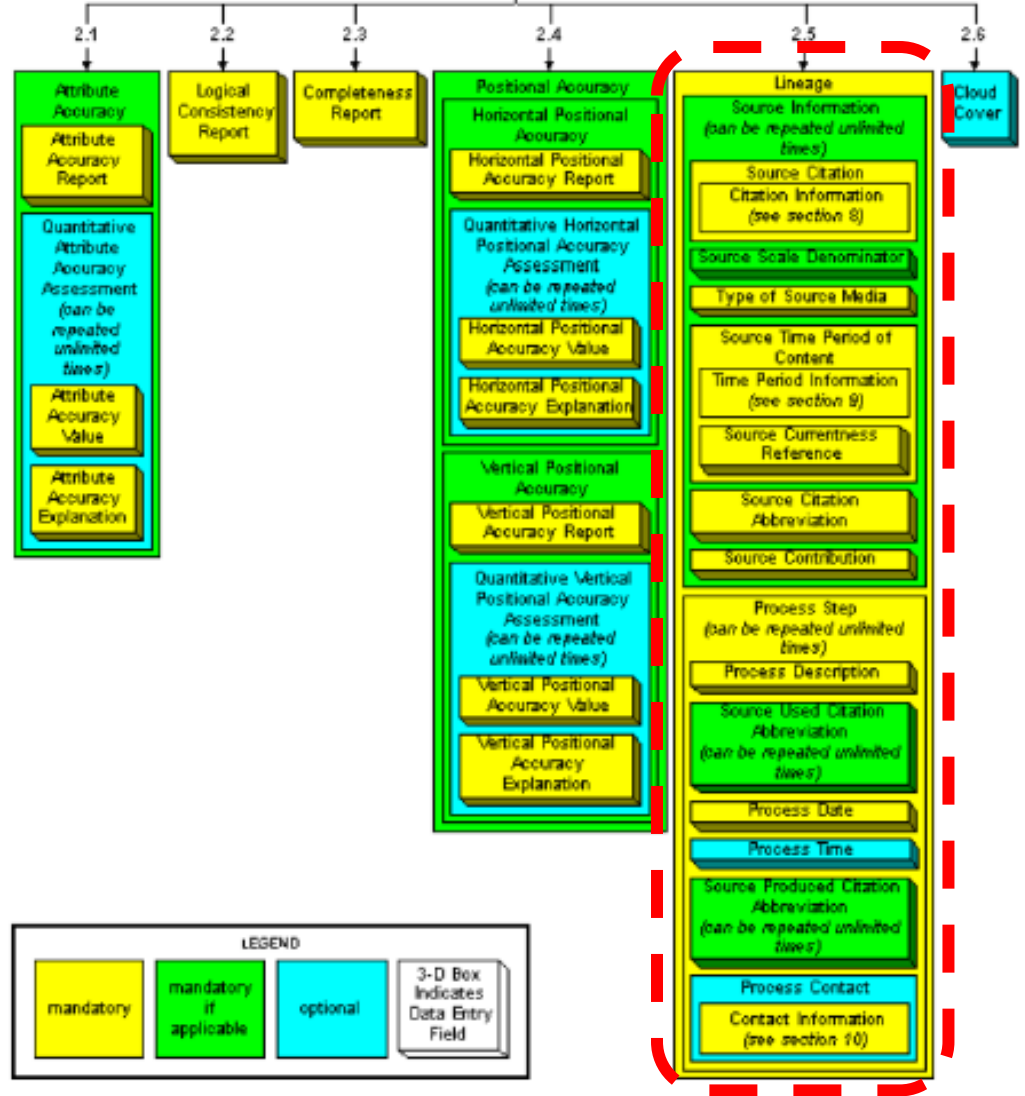 2.1
2.2
2.3
2.4
2.5
2.6
Attribute
Accuracy
Attribute
Accuracy
Report
Quantitative
Attribute
Accuracy
Assessment
(can be
repeated
unlimited
times)
Attribute
Accuracy
Value
Attribute
Accuracy
Explanation
Logical
Consistency
Report
Completeness
Report
Positional Accuracy
Horizontal Positional
Accuracy
Horizontal Positional
Accuracy Report
Quantitative Horizontal
Positional Accuracy
Assessment
(can be repeated
unlimited times)
Horizontal Positional
Accuracy Value
Horizontal Positional
Accuracy Explanation
Vertical Positional
Accuracy
Vertical Positional
Accuracy Report
Quantitative Vertical
Positional Accuracy
Assessment
(can be repeated
unlimited times)
Vertical Positional
Accuracy Value
Vertical Positional
Accuracy
Explanation
Lineage
Source Information
(can be repeated unlimited
times)
Source Citation
Citation Information
(see section 8)
Source Scale Denominator
Type of Source Media
Source Time Period of
Content
Time Period Information
(see section 9)
Source Currentness
Reference
Source Citation
Abbreviation
Source Contribution
Process Step
(can be repeated unlimited
times)
Process Description
Source Used Citation
Abbreviation
(can be repeated unlimited
times)
Process Date
Process Time
Source Produced Citation
Abbreviation
(can be repeated unlimited
times)
Process Contact
Contact Information
(see section 10)
Cloud
Cover
LEGEND
mandatory
mandatory
if
applicable
optional
3-D Box
Indicates
Data Entry
Field